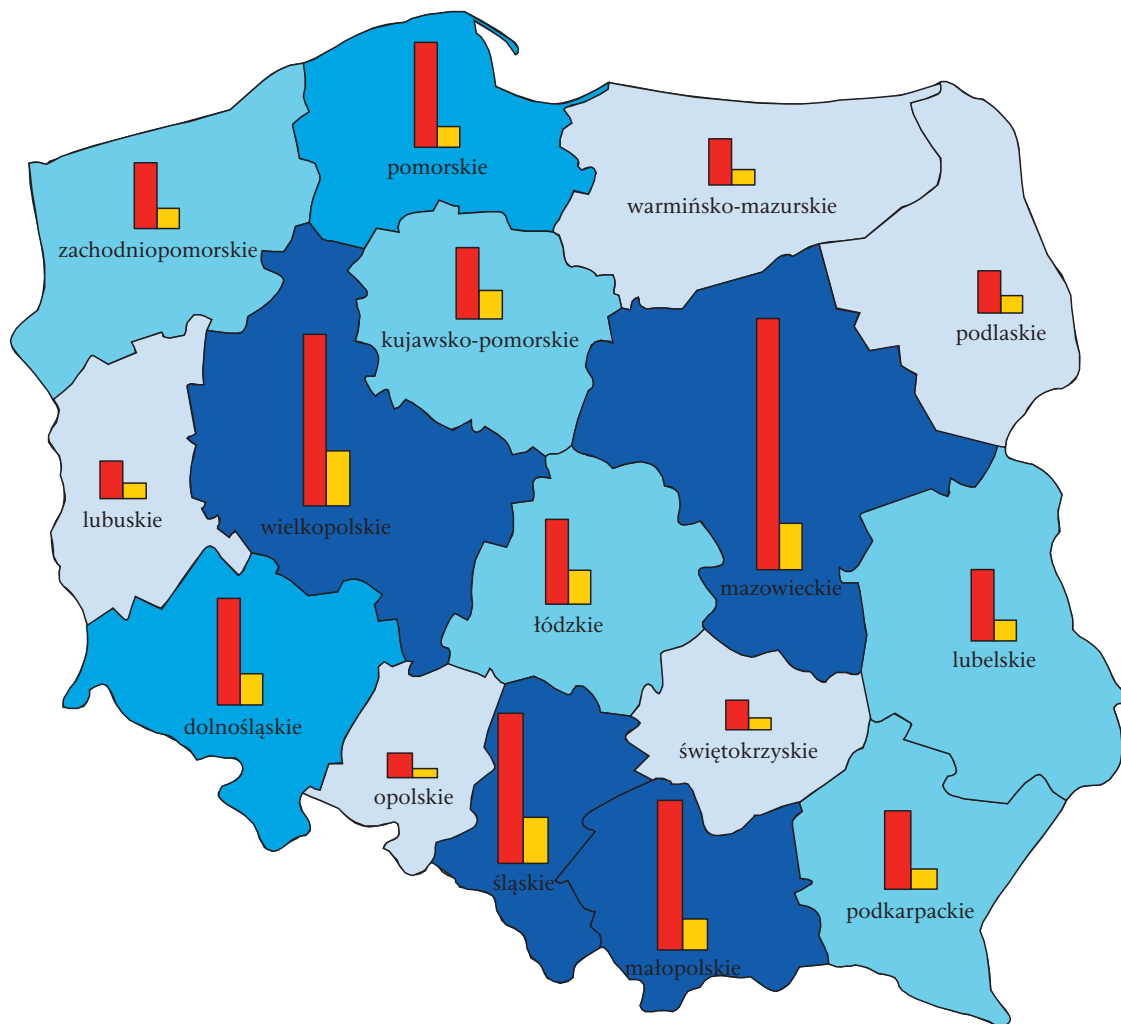 pomorskie
warmińsko-mazurskie
zachodniopomorskie
podlaskie
kujawsko-pomorskie
lubuskie
wielkopolskie
mazowieckie
łódzkie
lubelskie
dolnośląskie
świętokrzyskie
opolskie
śląskie
podkarpackie
małopolskie